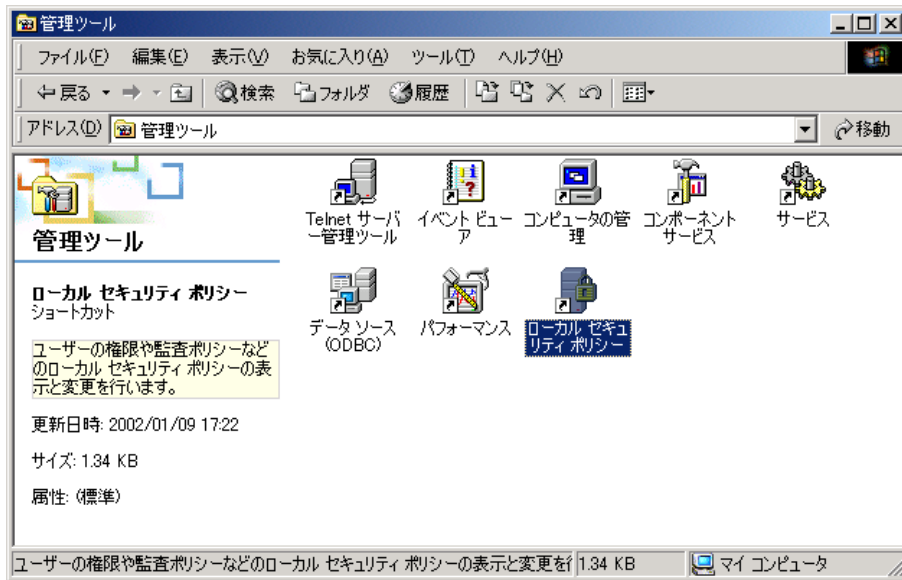 管理ツール
ファイル(F) 編集(E) 表示(V) お気に入り(A) ツール(T) ヘルプ(H)
戻る 検索 フォルダ 履歴
アドレス(D) 管理ツール 移動
管理ツール
ローカル セキュリティ ポリシー
ショートカット
ユーザーの権限や監査ポリシーなど
のローカル セキュリティ ポリシーの表
示と変更を行います。
更新日時: 2002/01/09 17:22
サイズ: 1.34 KB
属性: (標準)
Telnet サーバ
ー管理ツール
イベント ビュー
ア
コンピュータの管
理
コンポーネント
サービス
サービス
データ ソース
(ODBC)
パフォーマンス
ローカル セキュ
リティ ポリシー
ユーザーの権限や監査ポリシーなどのローカル セキュリティ ポリシーの表示と変更を行 1.34 KB マイ コンピュータ